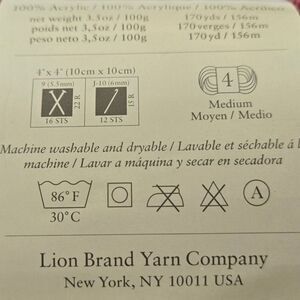 100% Acrylic / 100% Acrylique / 100% Acrílico
net weight 3.5oz / 100g 170yds / 156m
poids net 3,5oz / 100g 170verges / 156m
peso neto 3,5oz / 100g 170yd / 156m
4"x 4" (10cm x 10cm)
9 (5.5mm) J-10 (6mm)
22 R 15 R
16 STS 12 STS
4
Medium
Moyen / Medio
Machine washable and dryable / Lavable et séchable à l
machine / Lavar a máquina y secar en secadora
86°F
30°C
A
Lion Brand Yarn Company
New York, NY 10011 USA